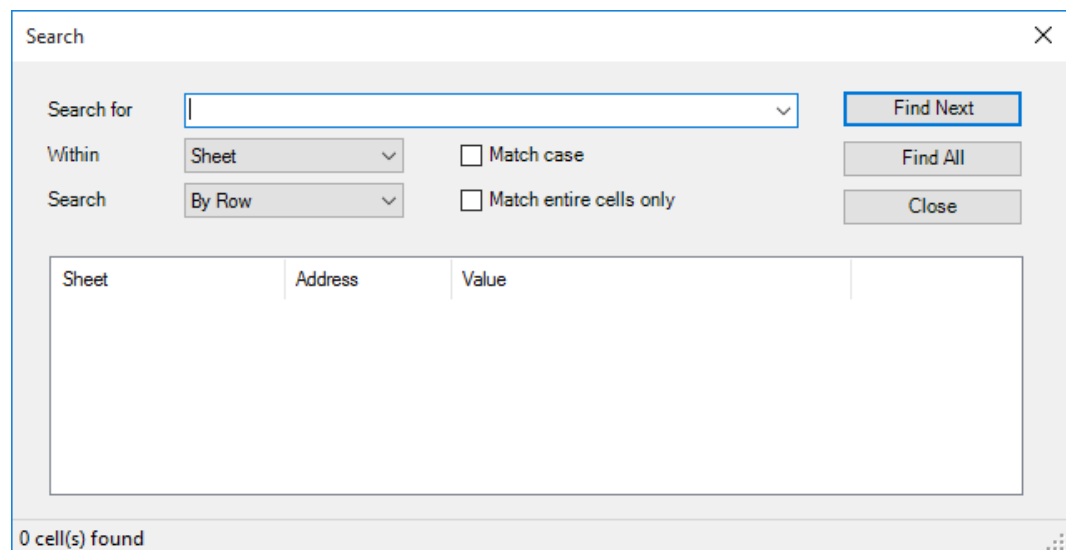 Search
Search for
Find Next
Within Sheet Match case Find All
Search By Row Match entire cells only Close
Sheet Address Value
0 cell(s) found